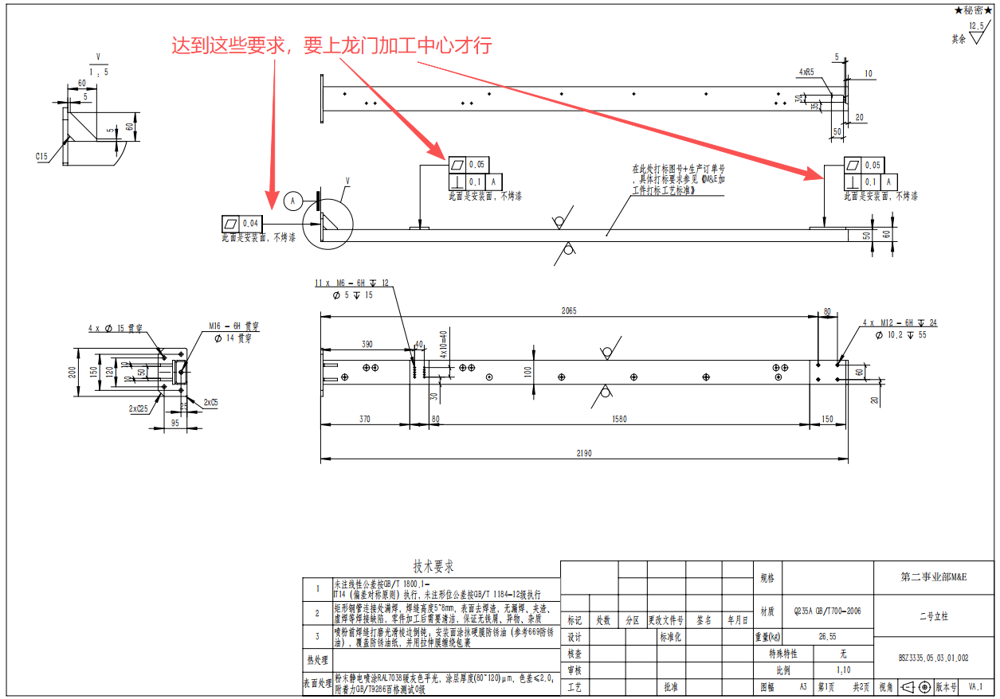 ★秘密★
其余 12.5
达到这些要求，要上龙门加工中心才行
V
1：5
60
5
5
60
C15
4xR5
5
10
30
35
50
20
0.05
0.1 A
此面是安装面，不烤漆
在此处打标图号+生产订单号
，具体打标要求参见《M&E加
工件打标工艺标准》
0.05
0.1 A
此面是安装面，不烤漆
A
V
0.04
此面是安装面，不烤漆
50
60
11 x M6 - 6H ↧ 12
Ø 5 ↧ 15
2065
80
4 x M12 - 6H ↧ 24
Ø 10.2 ↧ 55
390
40
4x10=40
100
30
60
20
370
80
1580
150
2190
4 x Ø 15 贯穿
M16 - 6H 贯穿
Ø 14 贯穿
200
150
120
10
10
50
2xC25
25
2xC5
95
技术要求
1 未注线性公差按GB/T 1800.1-
IT14（偏差对称原则）执行，未注形位公差按GB/T 1184-12级执行
2 矩形钢管连接处满焊，焊缝高度5~8mm，表面去焊渣，无漏焊、夹渣、
虚焊等焊接缺陷，零件加工后需要清洁，保证无铁屑、异物、杂质
3 喷粉前焊缝打磨光滑棱边倒钝；安装面涂抹硬膜防锈油（参考669防锈
油），覆盖防锈油纸，并用拉伸膜缠绕包裹
热处理
表面处理 粉末静电喷涂RAL7038暖灰色平光，涂层厚度(80~120)μm，色差≤2.0；
附着力GB/T9286百格测试0级
标记 处数 分区 更改文件号 签名 年月日
设计 标准化
核查
审核
工艺 批准
规格
材质 Q235A GB/T700-2006
重量(kg) 26.55
特殊特性 无
比例 1:10
图幅 A3 第1页 共2页
第二事业部M&E
二号立柱
BSZ3335.05.03.01.002
视角 版本号 VA.1